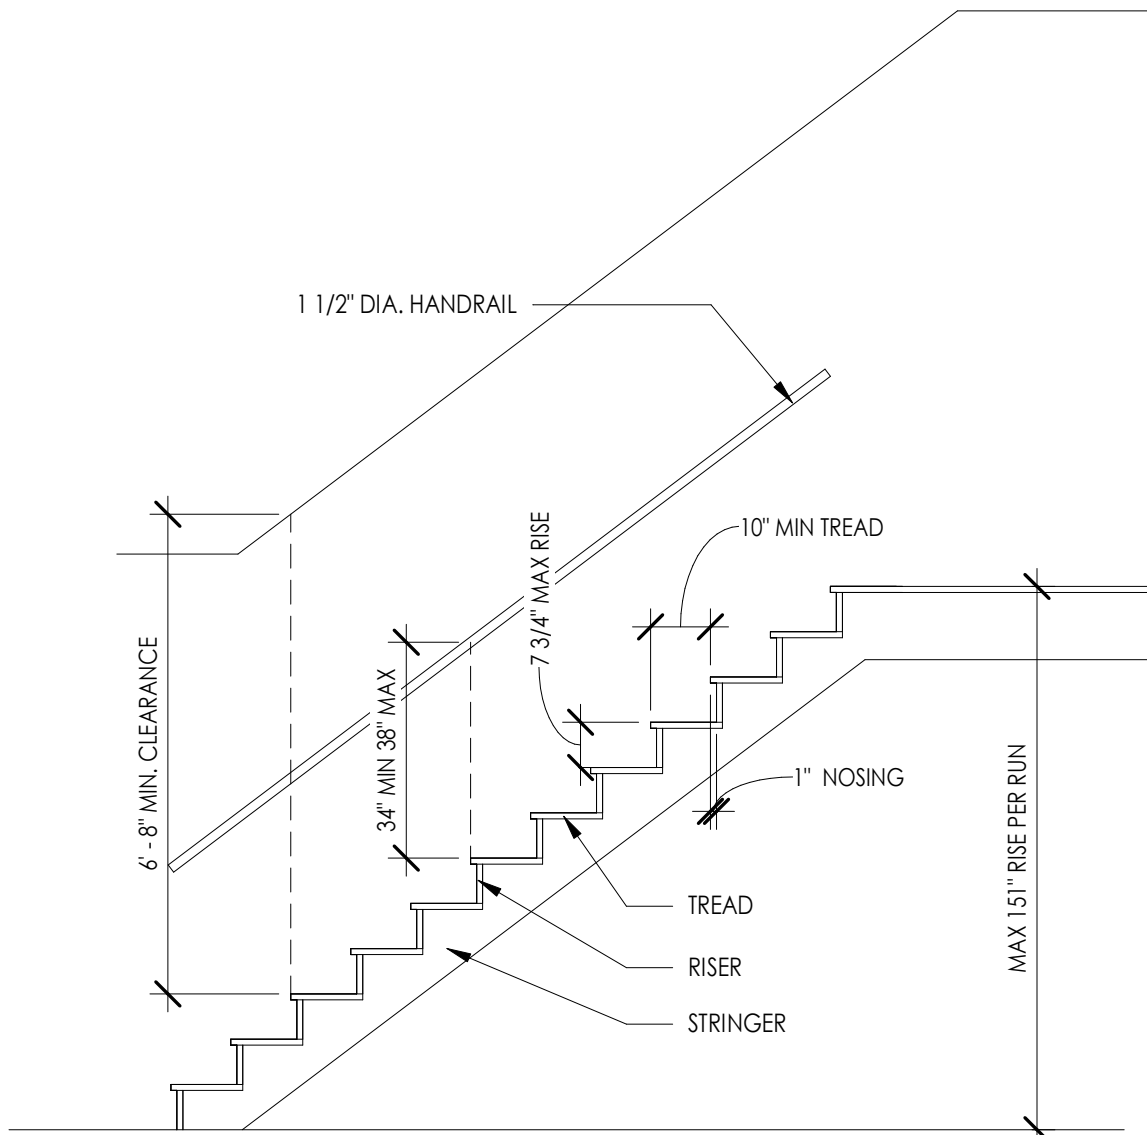 1 1/2" DIA. HANDRAIL
10" MIN TREAD
7 3/4" MAX RISE
6' - 8" MIN. CLEARANCE
34" MIN 38" MAX
1" NOSING
MAX 151" RISE PER RUN
TREAD
RISER
STRINGER